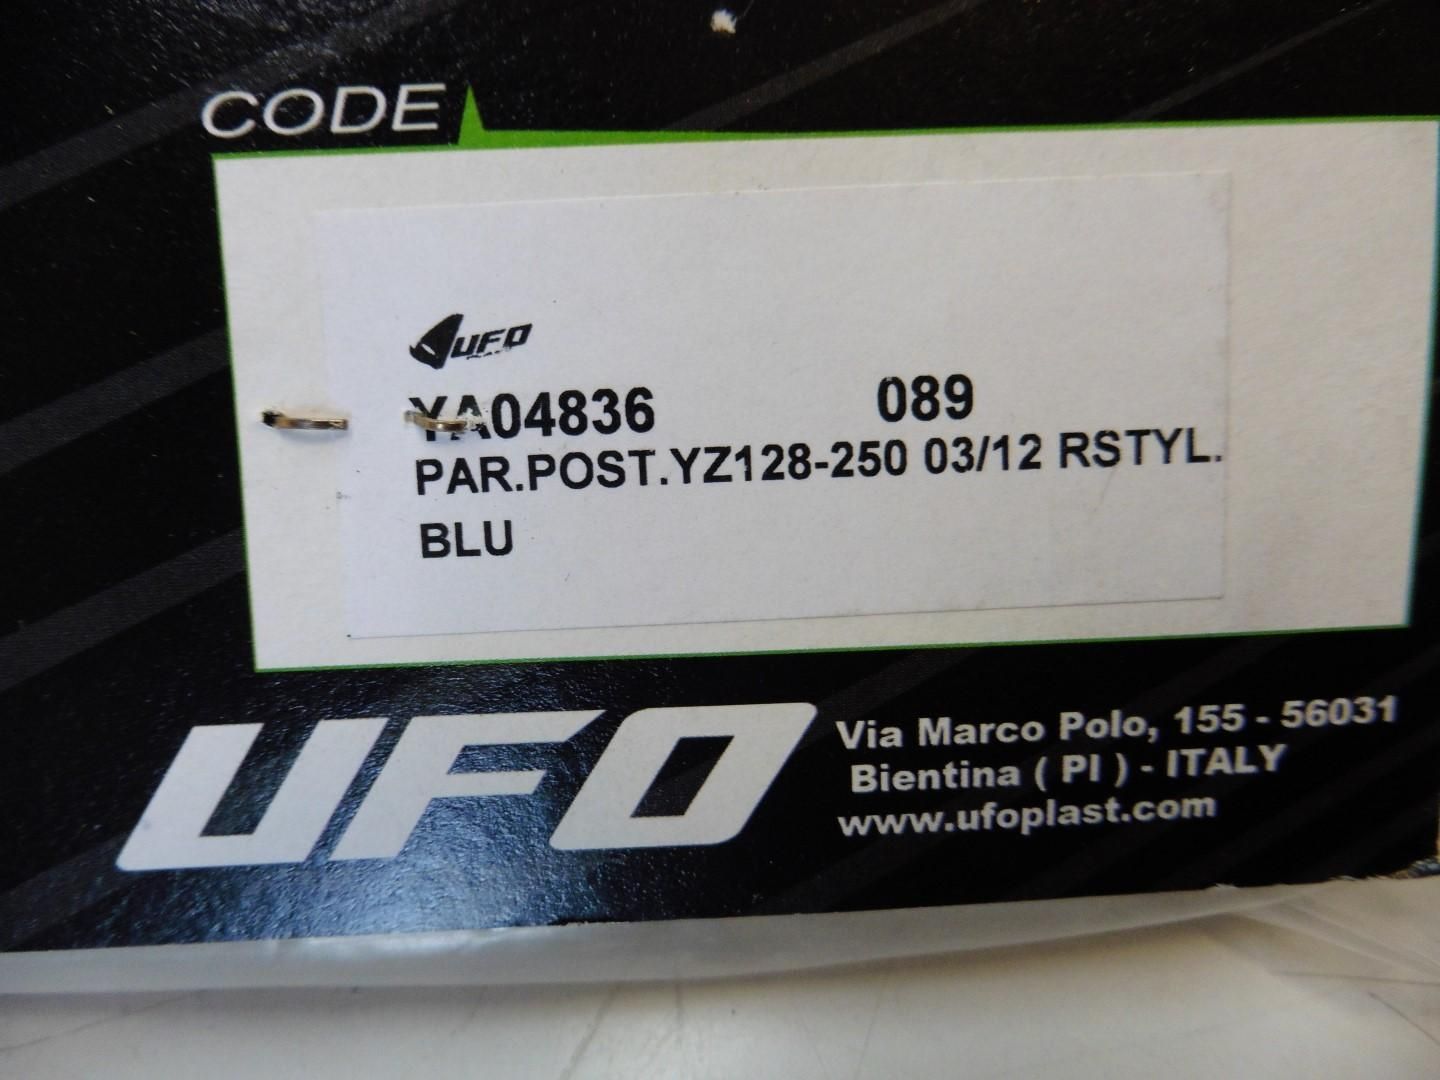 CODE
UFO
YA04836 089
PAR.POST.YZ128-250 03/12 RSTYL.
BLU
UFO
Via Marco Polo, 155 - 56031
Bientina ( PI ) - ITALY
www.ufoplast.com